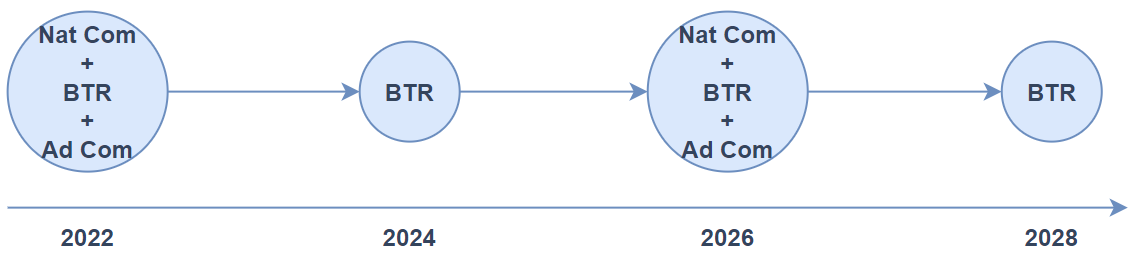 Nat Com
+
BTR
+
Ad Com
BTR
Nat Com
+
BTR
+
Ad Com
BTR
2022
2024
2026
2028